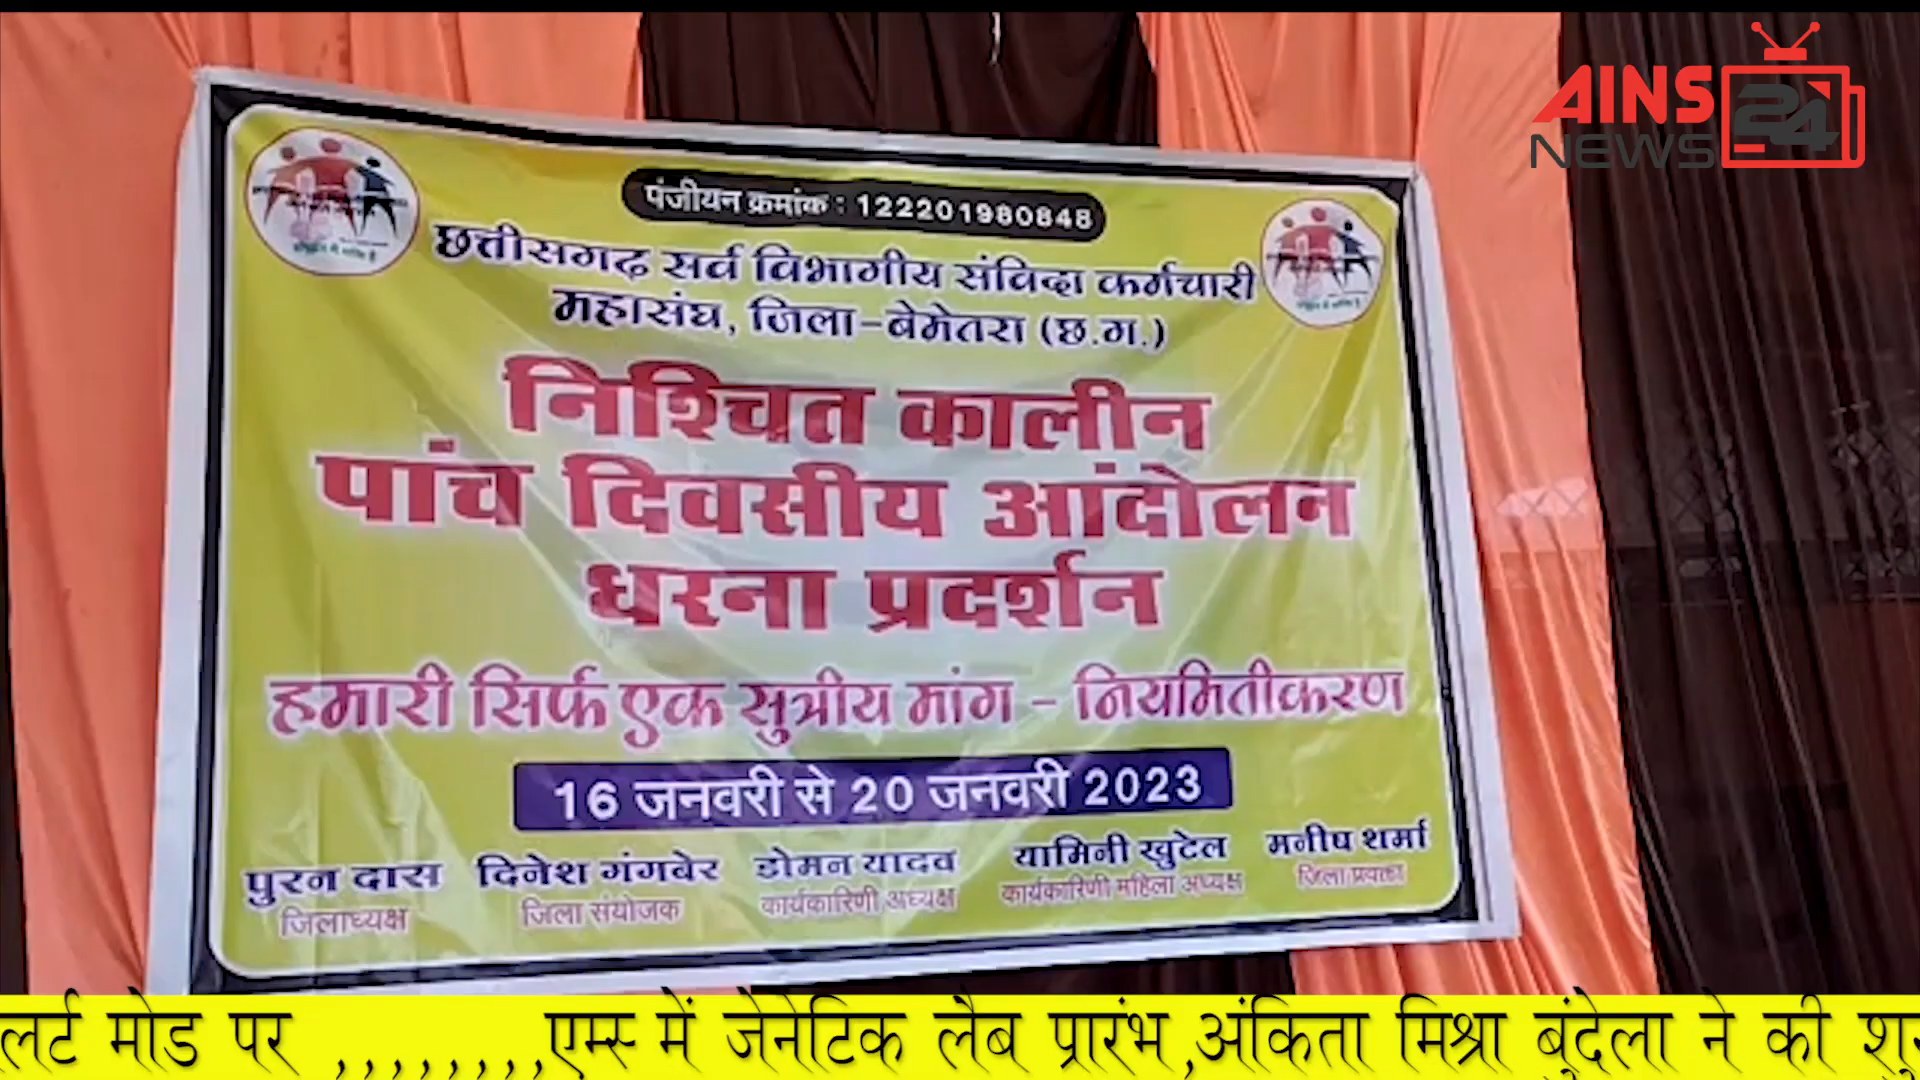 AINS
NEWS 24
पंजीयन क्रमांक : 122201980848
छत्तीसगढ़ सर्व विभागीय संविदा कर्मचारी
महासंघ, जिला-बेमेतरा (छ.ग.)
निश्चित कालीन
पांच दिवसीय आंदोलन
धरना प्रदर्शन
हमारी सिर्फ एक सुत्रीय मांग - नियमितीकरण
16 जनवरी से 20 जनवरी 2023
पुरन दास दिनेश गंगबेर डोमन यादव यामिनी खुटेल मनीष शर्मा
जिलाध्यक्ष जिला संयोजक कार्यकारिणी अध्यक्ष कार्यकारिणी महिला अध्यक्ष जिला प्रवक्ता
लर्ट मोड पर ,,,,,,,,एम्स में जेनेटिक लैब प्रारंभ,अंकिता मिश्रा बुंदेला ने की